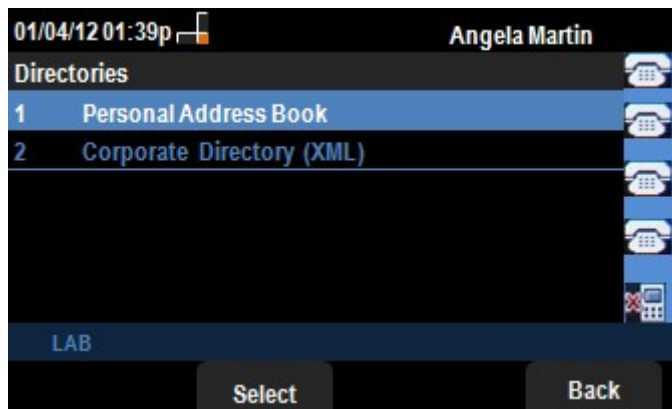 01/04/12 01:39p Angela Martin
Directories
1 Personal Address Book
2 Corporate Directory (XML)
LAB
Select Back